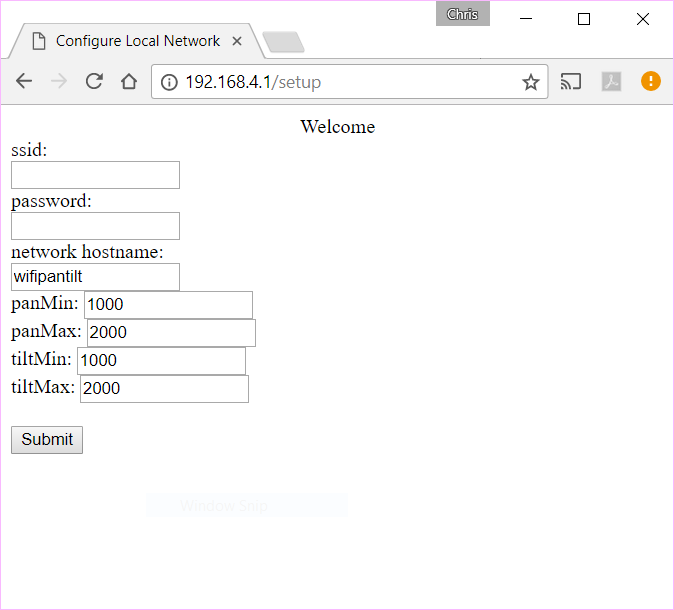 Chris
Configure Local Network
192.168.4.1/setup
Welcome
ssid:
password:
network hostname:
wifipantilt
panMin: 1000
panMax: 2000
tiltMin: 1000
tiltMax: 2000
Submit
Window Snip